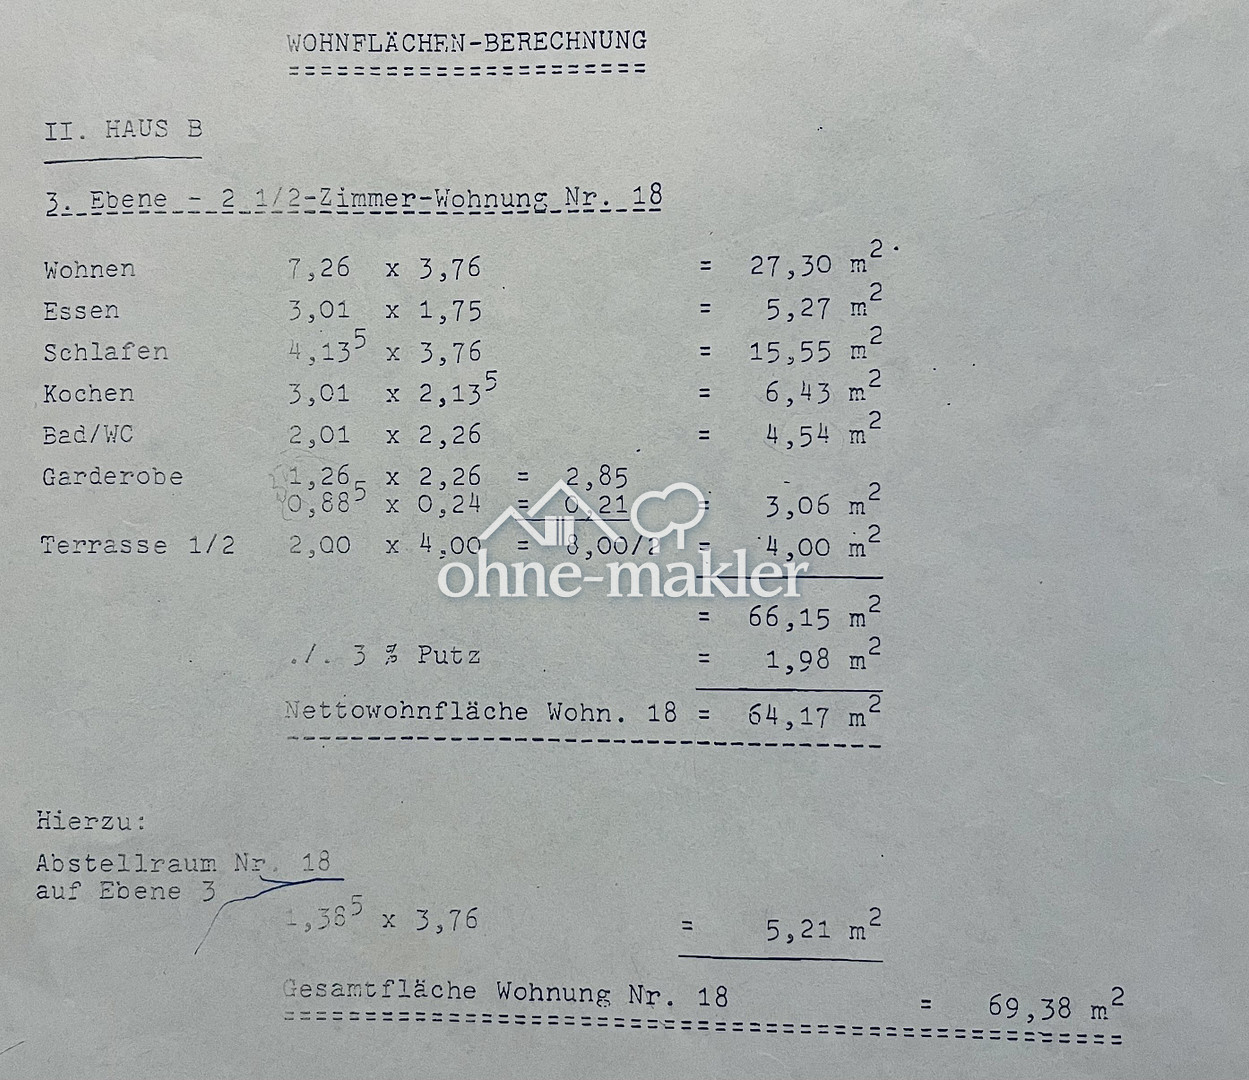 WOHNFLÄCHEN-BERECHNUNG
======================
II. HAUS B
3. Ebene - 2 1/2-Zimmer-Wohnung Nr. 18
Wohnen 7,26 x 3,76 = 27,30 m²
Essen 3,01 x 1,75 = 5,27 m²
Schlafen 4,13⁵ x 3,76 = 15,55 m²
Kochen 3,01 x 2,13⁵ = 6,43 m²
Bad/WC 2,01 x 2,26 = 4,54 m²
Garderobe 1,26 x 2,26 = 2,85
0,88⁵ x 0,24 = 0,21 = 3,06 m²
Terrasse 1/2 2,00 x 4,00 = 8,00/2 = 4,00 m²
ohne-makler
= 66,15 m²
./. 3 % Putz = 1,98 m²
Nettowohnfläche Wohn. 18 = 64,17 m²
Hierzu:
Abstellraum Nr. 18
auf Ebene 3
1,38⁵ x 3,76 = 5,21 m²
Gesamtfläche Wohnung Nr. 18 = 69,38 m²